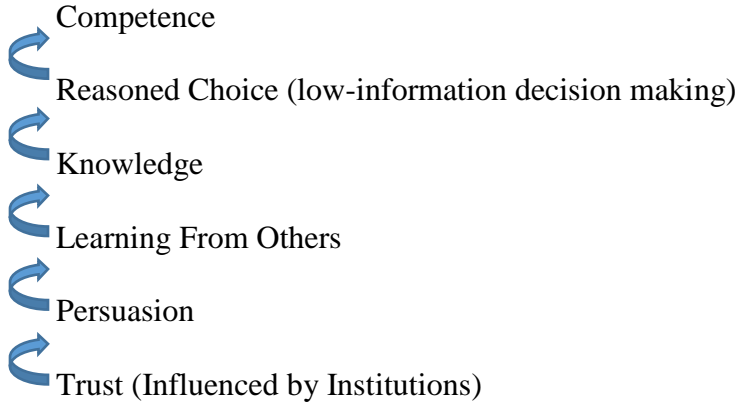 Competence
Reasoned Choice (low-information decision making)
Knowledge
Learning From Others
Persuasion
Trust (Influenced by Institutions)